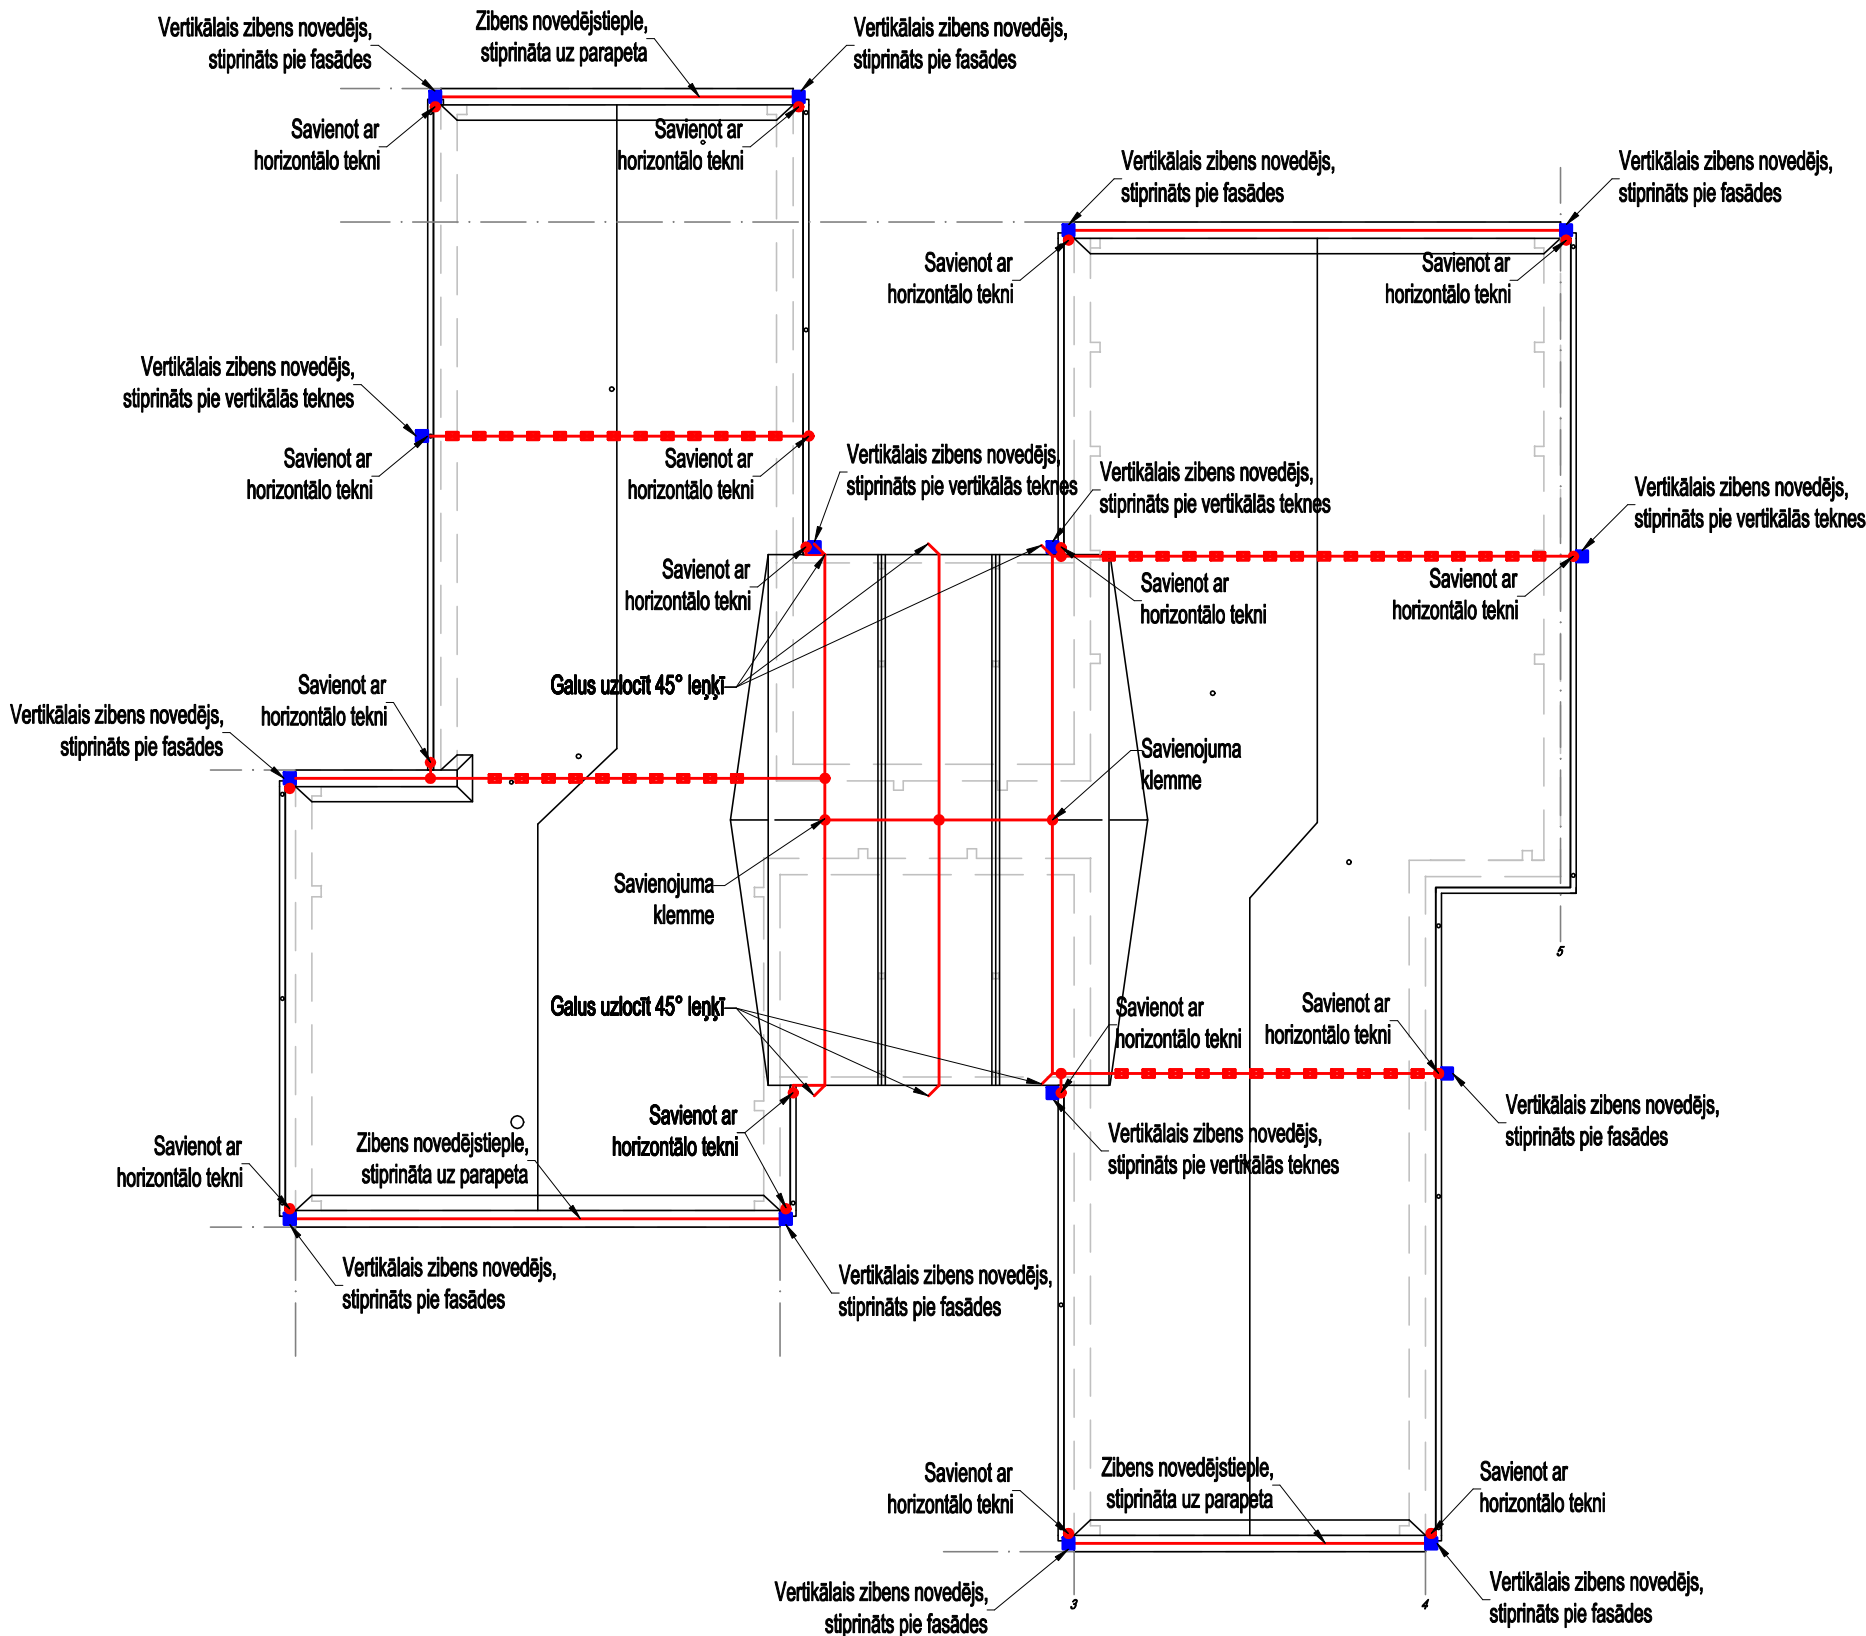 Vertikālais zibens novedējs,
stiprināts pie fasādes
Zibens novedējstieple,
stiprināta uz parapeta
Vertikālais zibens novedējs,
stiprināts pie fasādes
Savienot ar
horizontālo tekni
Savienot ar
horizontālo tekni
Vertikālais zibens novedējs,
stiprināts pie fasādes
Vertikālais zibens novedējs,
stiprināts pie fasādes
Savienot ar
horizontālo tekni
Savienot ar
horizontālo tekni
Vertikālais zibens novedējs,
stiprināts pie vertikālās teknes
Savienot ar
horizontālo tekni
Savienot ar
horizontālo tekni
Vertikālais zibens novedējs,
stiprināts pie vertikālās teknes
Vertikālais zibens novedējs,
stiprināts pie vertikālās teknes
Vertikālais zibens novedējs,
stiprināts pie vertikālās teknes
Savienot ar
horizontālo tekni
Savienot ar
horizontālo tekni
Savienot ar
horizontālo tekni
Galus uzlocīt 45° leņķī
Savienot ar
horizontālo tekni
Vertikālais zibens novedējs,
stiprināts pie fasādes
Savienojuma
klemme
Savienojuma
klemme
5
Galus uzlocīt 45° leņķī
Savienot ar
horizontālo tekni
Savienot ar
horizontālo tekni
Savienot ar
horizontālo tekni
Zibens novedējstieple,
stiprināta uz parapeta
Savienot ar
horizontālo tekni
Vertikālais zibens novedējs,
stiprināts pie vertikālās teknes
Vertikālais zibens novedējs,
stiprināts pie fasādes
Vertikālais zibens novedējs,
stiprināts pie fasādes
Vertikālais zibens novedējs,
stiprināts pie fasādes
Savienot ar
horizontālo tekni
Zibens novedējstieple,
stiprināta uz parapeta
Savienot ar
horizontālo tekni
Vertikālais zibens novedējs,
stiprināts pie fasādes
3
4
Vertikālais zibens novedējs,
stiprināts pie fasādes